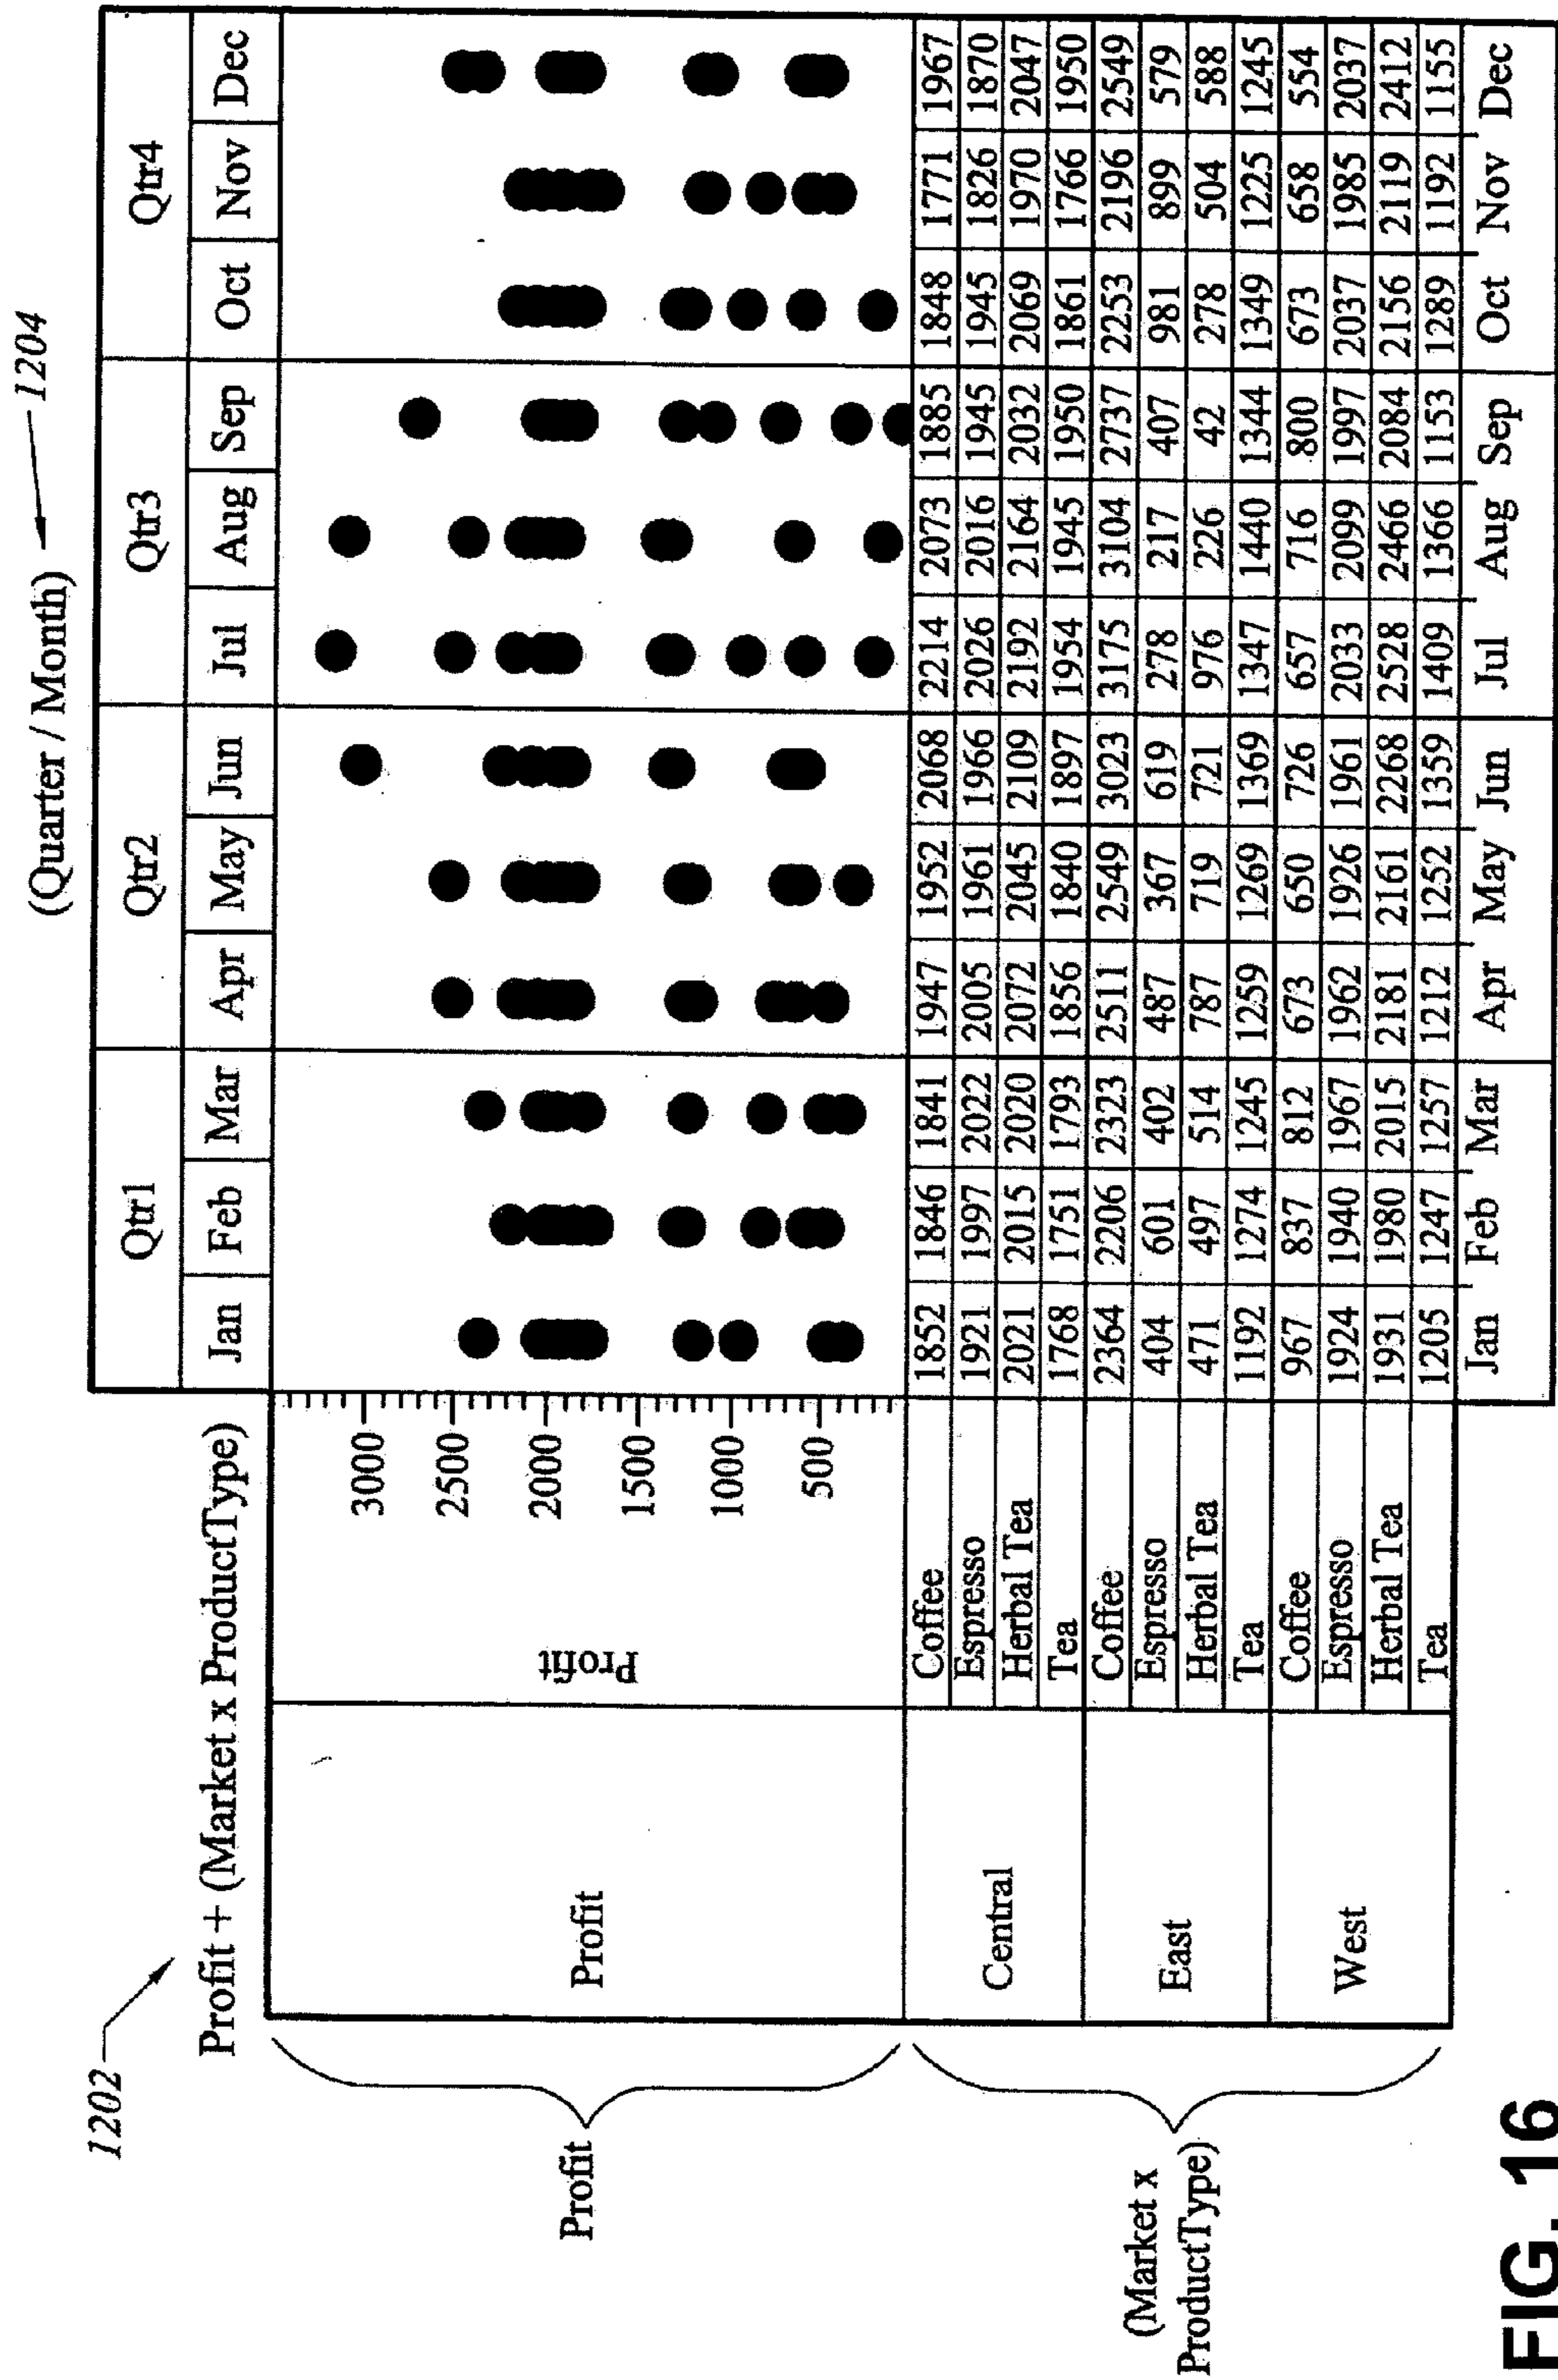 (Quarter / Month) 1204
1202
Profit + (Market x ProductType)
Qtr1 Qtr2 Qtr3 Qtr4
Jan Feb Mar Apr May Jun Jul Aug Sep Oct Nov Dec
Profit
Profit
Profit
3000
2500
2000
1500
1000
500
(Market x
ProductType)
Central
Coffee 1852 1846 1841 1947 1952 2068 2214 2073 1885 1848 1771 1967
Espresso 1921 1997 2022 2005 1961 1966 2026 2016 1945 1945 1826 1870
Herbal Tea 2021 2015 2020 2072 2045 2109 2192 2164 2032 2069 1970 2047
Tea 1768 1751 1793 1856 1840 1897 1954 1945 1950 1861 1766 1950
East
Coffee 2364 2206 2323 2511 2549 3023 3175 3104 2737 2253 2196 2549
Espresso 404 601 402 487 367 619 278 217 407 981 899 579
Herbal Tea 471 497 514 787 719 721 976 226 42 278 504 588
Tea 1192 1274 1245 1259 1269 1369 1347 1440 1344 1349 1225 1245
West
Coffee 967 837 812 673 650 726 657 716 800 673 658 554
Espresso 1924 1940 1967 1962 1926 1961 2033 2099 1997 2037 1985 2037
Herbal Tea 1931 1980 2015 2181 2161 2268 2528 2466 2084 2156 2119 2412
Tea 1205 1247 1257 1212 1252 1359 1409 1366 1153 1289 1192 1155
Jan Feb Mar Apr May Jun Jul Aug Sep Oct Nov Dec
FIG. 16